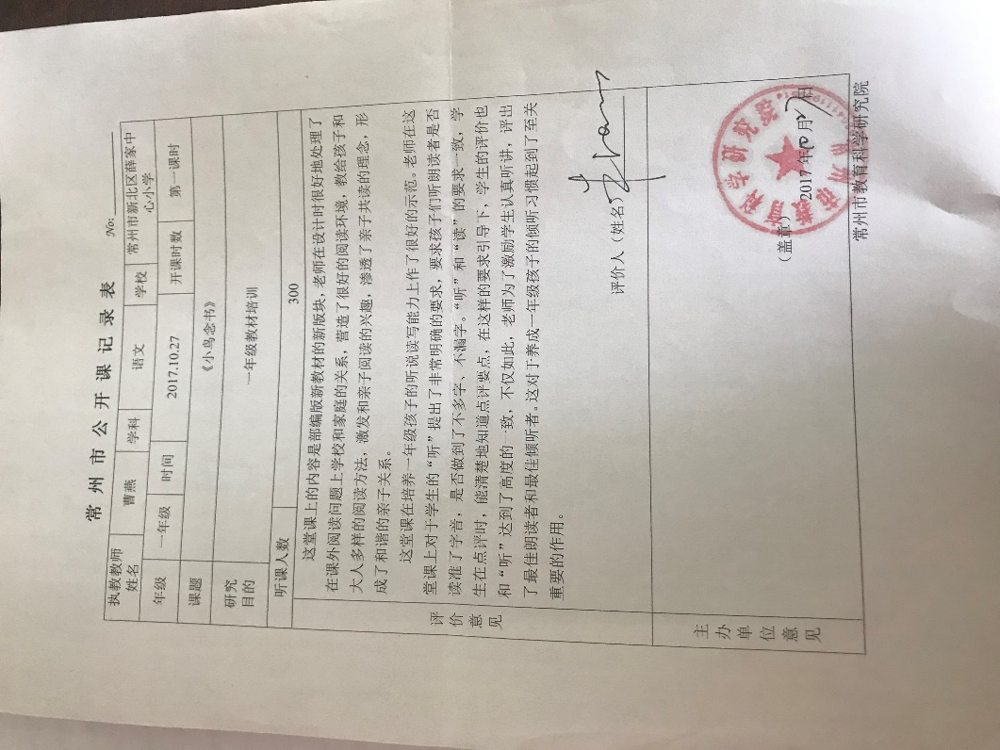 常州市公开课记录表
No:
执教教师姓名 曹燕 学科 语文 学校 常州市新北区薛家中心小学
年级 一年级 时间 2017.10.27 开课时数 第一课时
课题 《小鸟念书》
研究目的 一年级教材培训
听课人数 300
评价意见
这堂课上的内容是部编版新教材的新版块，老师在设计时很好地处理了
在课外阅读问题上学校和家庭的关系，营造了很好的阅读环境，教给孩子和
大人多样的阅读方法，激发和亲子阅读的兴趣，渗透了亲子共读的理念，形
成了和谐的亲子关系。
这堂课在培养一年级孩子的听说读写能力上作了很好的示范。老师在这
堂课上对于学生的“听”提出了非常明确的要求，要求孩子们听朗读者是否
读准了字音，是否做到了不多字、不漏字。“听”和“读”的要求一致，学
生在点评时，能清楚地知道点评要点，在这样的要求引导下，学生的评价也
和“听”达到了高度的一致，不仅如此，老师为了激励学生认真听讲，评出
了最佳朗读者和最佳倾听者。这对于养成一年级孩子的倾听习惯起到了至关
重要的作用。
评价人（姓名）
主办单位意见
（盖章）
2017年10月27日
常州市教育科学研究院